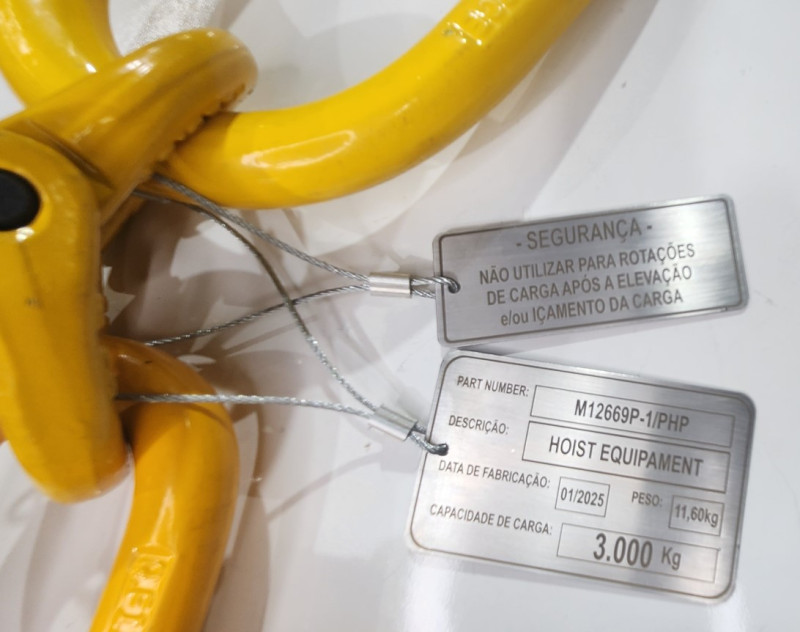 - SEGURANÇA -
NÃO UTILIZAR PARA ROTAÇÕES
DE CARGA APÓS A ELEVAÇÃO
e/ou IÇAMENTO DA CARGA
PART NUMBER: M12669P-1/PHP
DESCRIÇÃO: HOIST EQUIPAMENT
DATA DE FABRICAÇÃO: 01/2025 PESO: 11,60kg
CAPACIDADE DE CARGA: 3.000 Kg